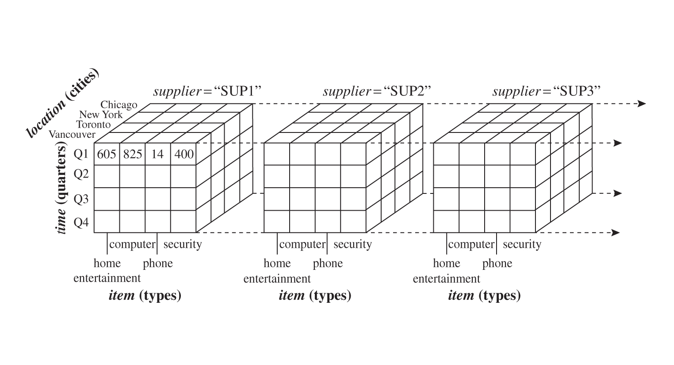 location (cities)
supplier = “SUP1”
supplier = “SUP2”
supplier = “SUP3”
Chicago
New York
Toronto
Vancouver
time (quarters)
Q1 605 825 14 400
Q2
Q3
Q4
computer security
home phone
entertainment
item (types)
computer security
home phone
entertainment
item (types)
computer security
home phone
entertainment
item (types)